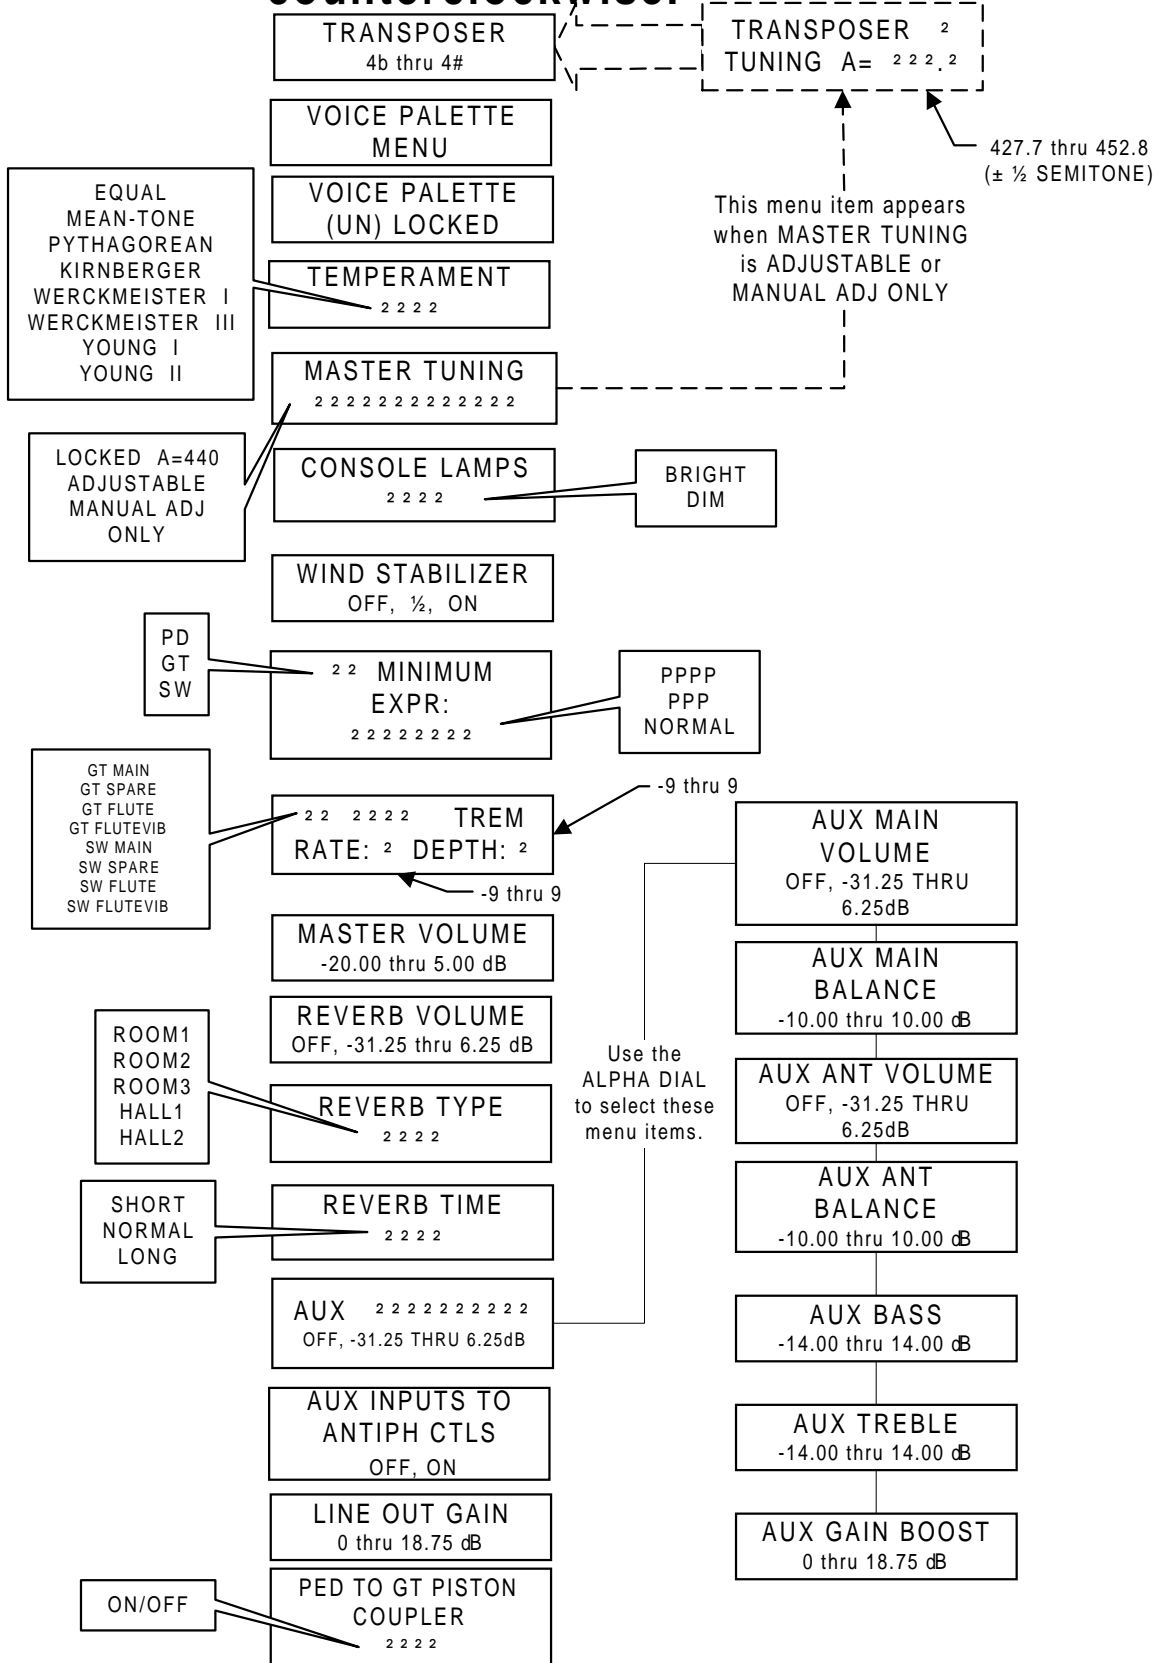 counterclockwise.
TRANSPOSER
4b thru 4#
TRANSPOSER ²
TUNING A= ²²².²
427.7 thru 452.8
(± ½ SEMITONE)
This menu item appears
when MASTER TUNING
is ADJUSTABLE or
MANUAL ADJ ONLY
VOICE PALETTE
MENU
VOICE PALETTE
(UN) LOCKED
EQUAL
MEAN-TONE
PYTHAGOREAN
KIRNBERGER
WERCKMEISTER I
WERCKMEISTER III
YOUNG I
YOUNG II
TEMPERAMENT
²²²²
MASTER TUNING
²²²²²²²²²²²²²
LOCKED A=440
ADJUSTABLE
MANUAL ADJ
ONLY
CONSOLE LAMPS
²²²²
BRIGHT
DIM
WIND STABILIZER
OFF, ½, ON
PD
GT
SW
²² MINIMUM
EXPR:
²²²²²²²²
PPPP
PPP
NORMAL
GT MAIN
GT SPARE
GT FLUTE
GT FLUTEVIB
SW MAIN
SW SPARE
SW FLUTE
SW FLUTEVIB
²² ²²²² TREM
RATE: ² DEPTH: ²
-9 thru 9
-9 thru 9
MASTER VOLUME
-20.00 thru 5.00 dB
REVERB VOLUME
OFF, -31.25 thru 6.25 dB
ROOM1
ROOM2
ROOM3
HALL1
HALL2
REVERB TYPE
²²²²
SHORT
NORMAL
LONG
REVERB TIME
²²²²
AUX ²²²²²²²²²²
OFF, -31.25 THRU 6.25dB
Use the
ALPHA DIAL
to select these
menu items.
AUX MAIN
VOLUME
OFF, -31.25 THRU
6.25dB
AUX MAIN
BALANCE
-10.00 thru 10.00 dB
AUX ANT VOLUME
OFF, -31.25 THRU
6.25dB
AUX ANT
BALANCE
-10.00 thru 10.00 dB
AUX BASS
-14.00 thru 14.00 dB
AUX TREBLE
-14.00 thru 14.00 dB
AUX GAIN BOOST
0 thru 18.75 dB
AUX INPUTS TO
ANTIPH CTLS
OFF, ON
LINE OUT GAIN
0 thru 18.75 dB
ON/OFF
PED TO GT PISTON
COUPLER
²²²²